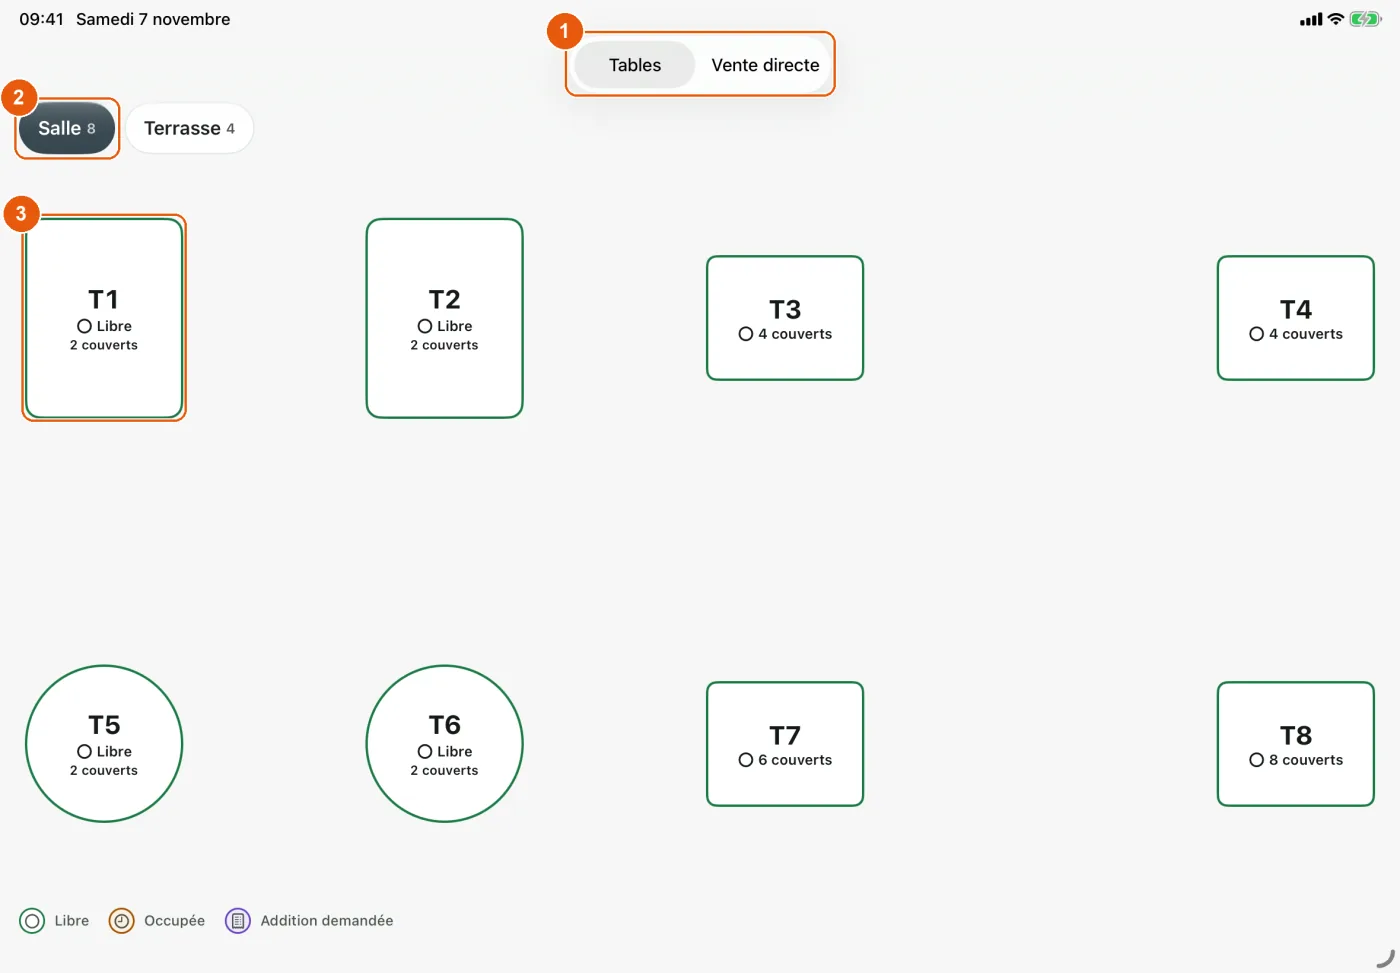 09:41 Samedi 7 novembre
1
Tables Vente directe
2
Salle 8 Terrasse 4
3
T1
Libre
2 couverts
T2
Libre
2 couverts
T3
4 couverts
T4
4 couverts
T5
Libre
2 couverts
T6
Libre
2 couverts
T7
6 couverts
T8
8 couverts
Libre Occupée Addition demandée